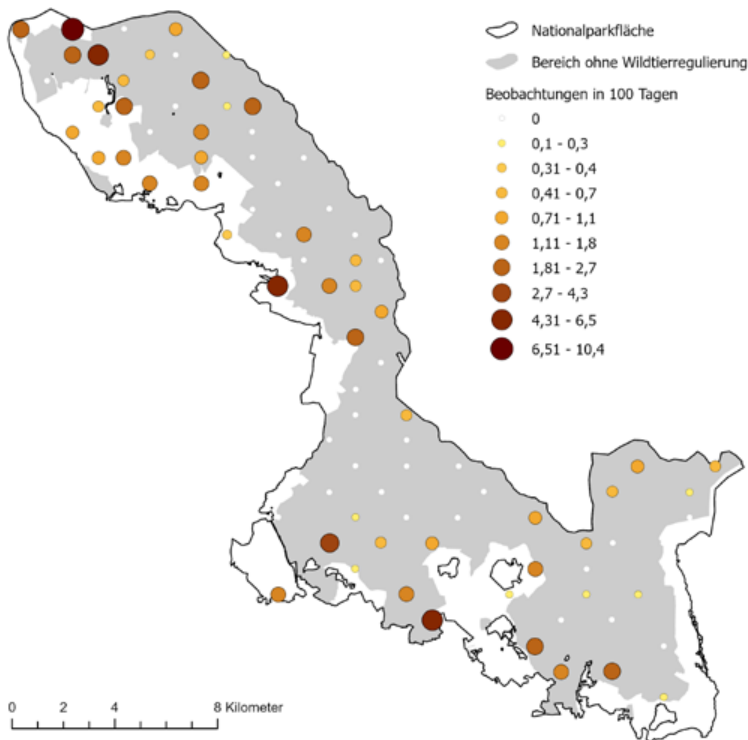 Nationalparkfläche
Bereich ohne Wildtierregulierung
Beobachtungen in 100 Tagen
0
0,1 - 0,3
0,31 - 0,4
0,41 - 0,7
0,71 - 1,1
1,11 - 1,8
1,81 - 2,7
2,7 - 4,3
4,31 - 6,5
6,51 - 10,4
0 2 4 8 Kilometer